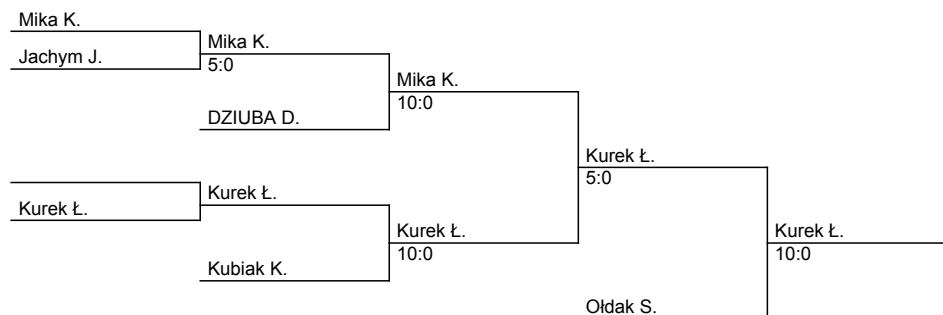 Mika K.
Jachym J.
Mika K.
5:0
Mika K.
10:0
DZIUBA D.
Kurek Ł.
5:0
Kurek Ł.
Kurek Ł.
Kurek Ł.
10:0
Kurek Ł.
10:0
Kubiak K.
Ołdak S.